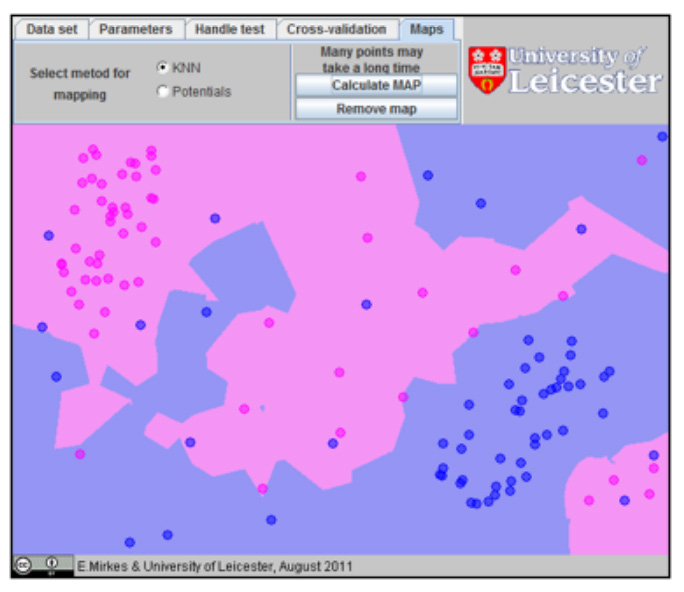 Data set Parameters Handle test Cross-validation Maps
Select metod for
mapping
KNN
Potentials
Many points may
take a long time
Calculate MAP
Remove map
University of
Leicester
E.Mirkes & University of Leicester, August 2011